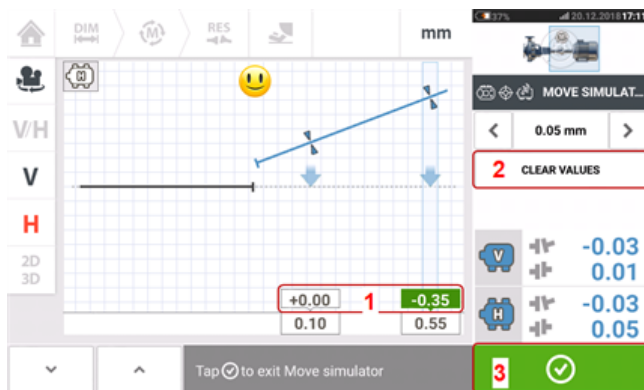 DIM
M
RES
mm
37%
20.12.2018 17:11
MOVE SIMULAT...
0.05 mm
2 CLEAR VALUES
H
V/H
V
H
2D
3D
+0.00 1 -0.35
0.10 0.55
V -0.03
0.01
H -0.03
0.05
Tap to exit Move simulator
3